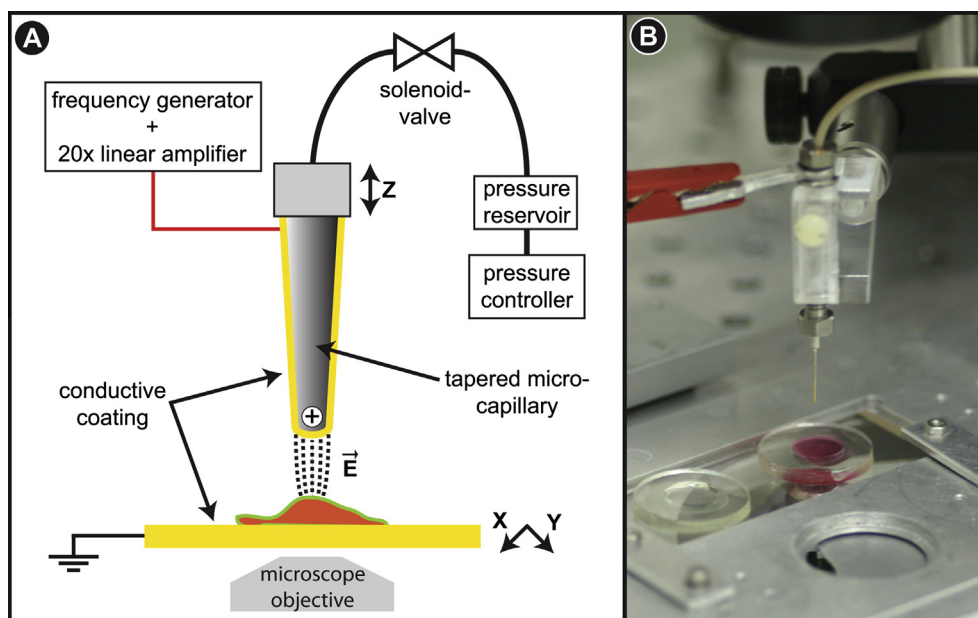 A
frequency generator
+
20x linear amplifier
solenoid-
valve
Z
pressure
reservoir
pressure
controller
conductive
coating
tapered micro-
capillary
+
E
X
Y
microscope
objective
B